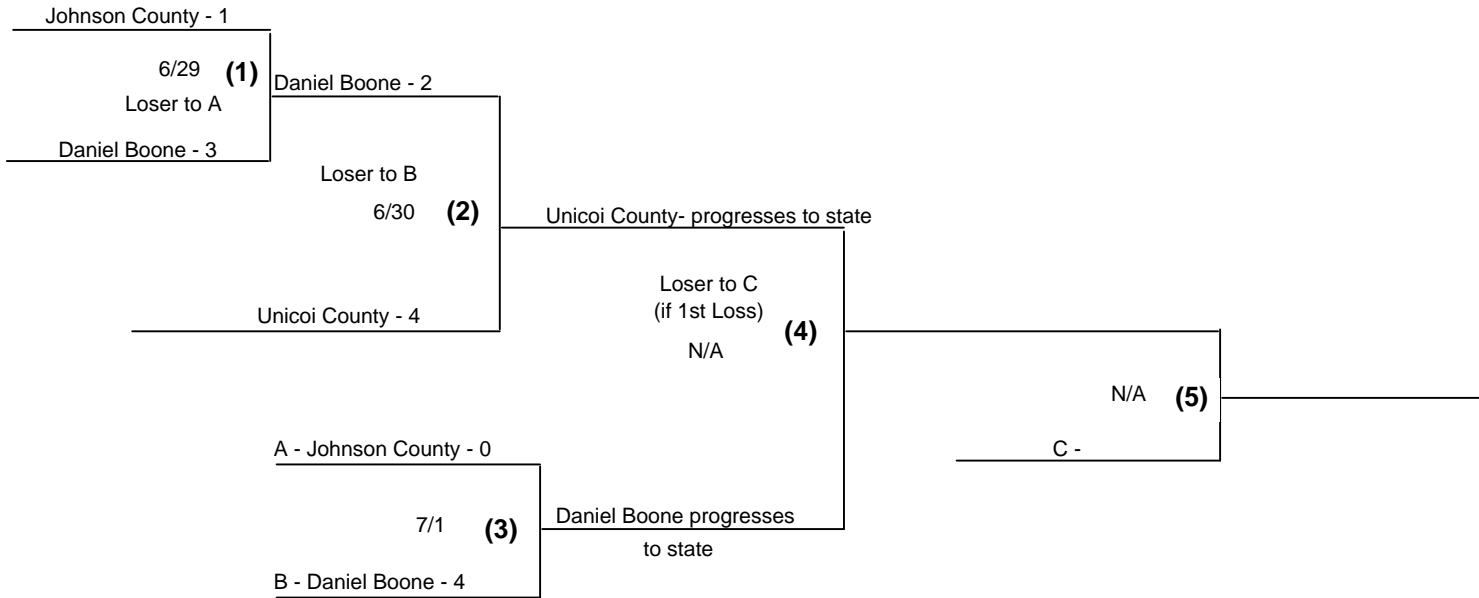 Johnson County - 1
6/29 (1)
Loser to A
Daniel Boone - 3
Daniel Boone - 2
Loser to B
6/30 (2)
Unicoi County - 4
Unicoi County- progresses to state
Loser to C
(if 1st Loss)
N/A (4)
A - Johnson County - 0
7/1 (3)
B - Daniel Boone - 4
Daniel Boone progresses
to state
N/A (5)
C -